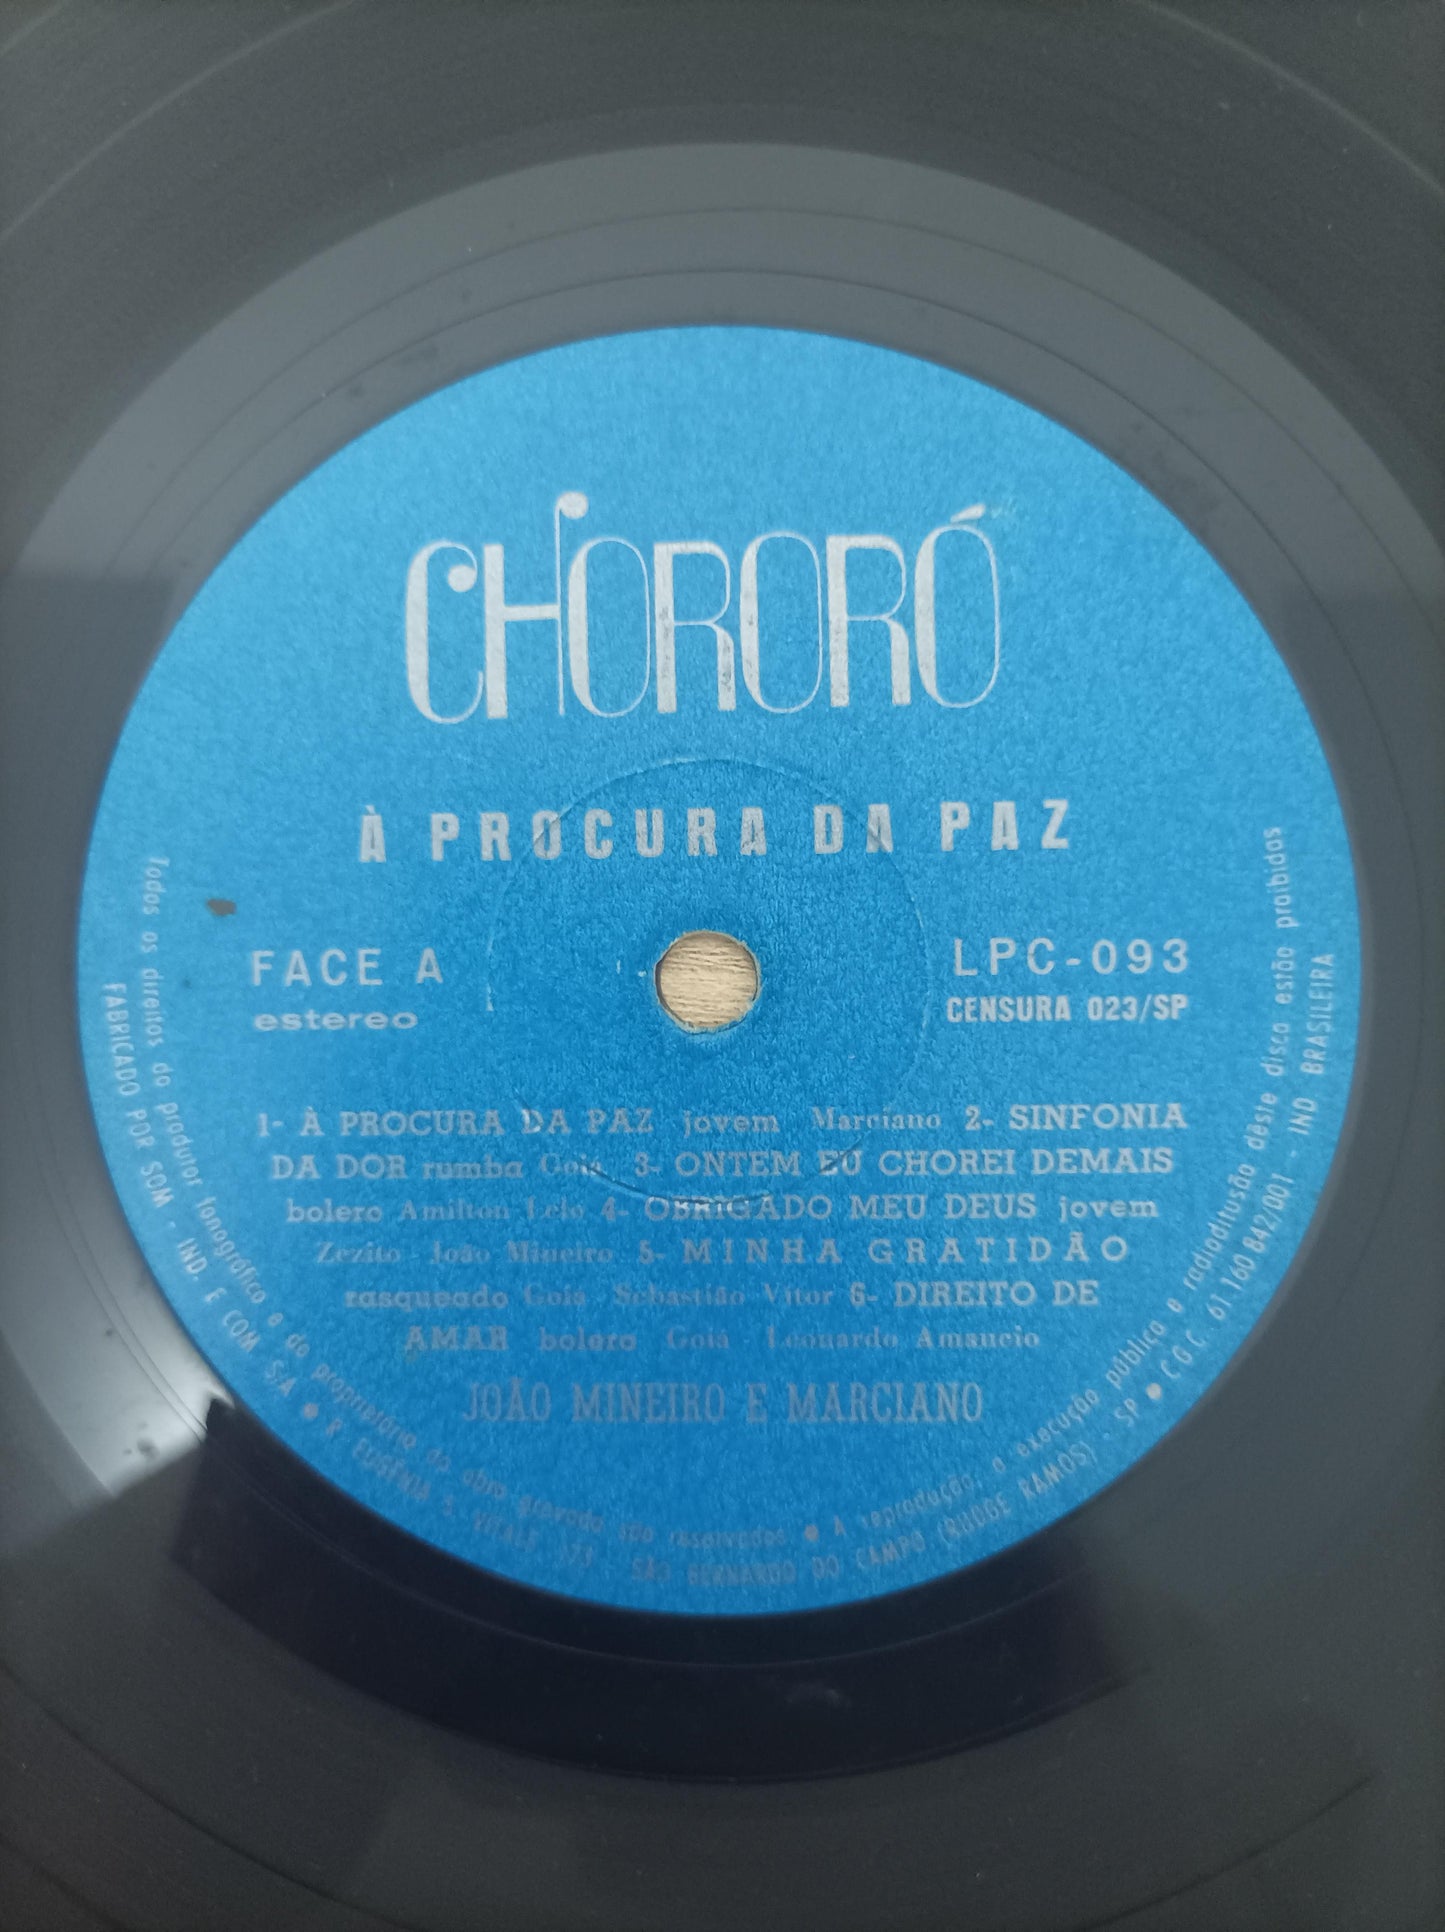 CHORORÓ
À PROCURA DA PAZ
FACE A
estereo
LPC-093
CENSURA 023/SP
1- À PROCURA DA PAZ jovem Marciano 2- SINFONIA
DA DOR rumba Goiá 3- ONTEM EU CHOREI DEMAIS
bolero Amilton Lelo 4- OBRIGADO MEU DEUS jovem
Zezito - João Mineiro 5- MINHA GRATIDÃO
rasqueado Goiá Sebastião Vitor 6- DIREITO DE
AMAR bolero Goiá - Leonardo Amancio
JOÃO MINEIRO E MARCIANO
Todos os direitos do produtor fonográfico e do proprietário da obra gravada são reservados • A reprodução, a execução pública e radiodifusão dêste disco estão proibidas
FABRICADO POR SOM - IND. E COM S.A • R EUGÊNIA S. VITALE 173 - SÃO BERNARDO DO CAMPO (RUDGE RAMOS) - SP • C.G.C. 61 160 842/001 - IND BRASILEIRA